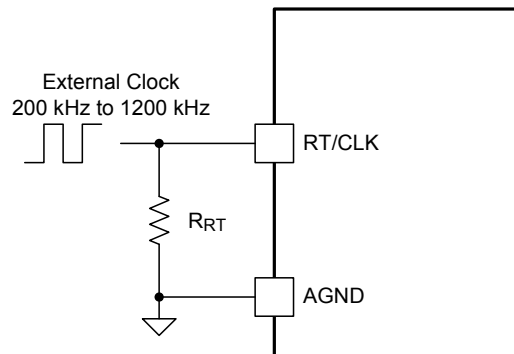 External Clock
200 kHz to 1200 kHz
RT/CLK
RRT
AGND